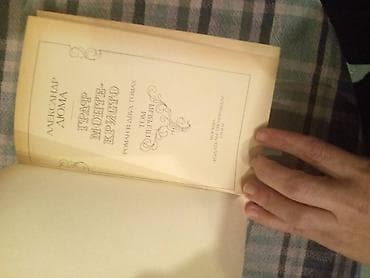 АЛЕКСАНДР
ДЮМА
ГРАФ
МОНТЕ-
КРИСТО
РОМАН В ДВУХ ТОМАХ
ТОМ
ПЕРВЫЙ